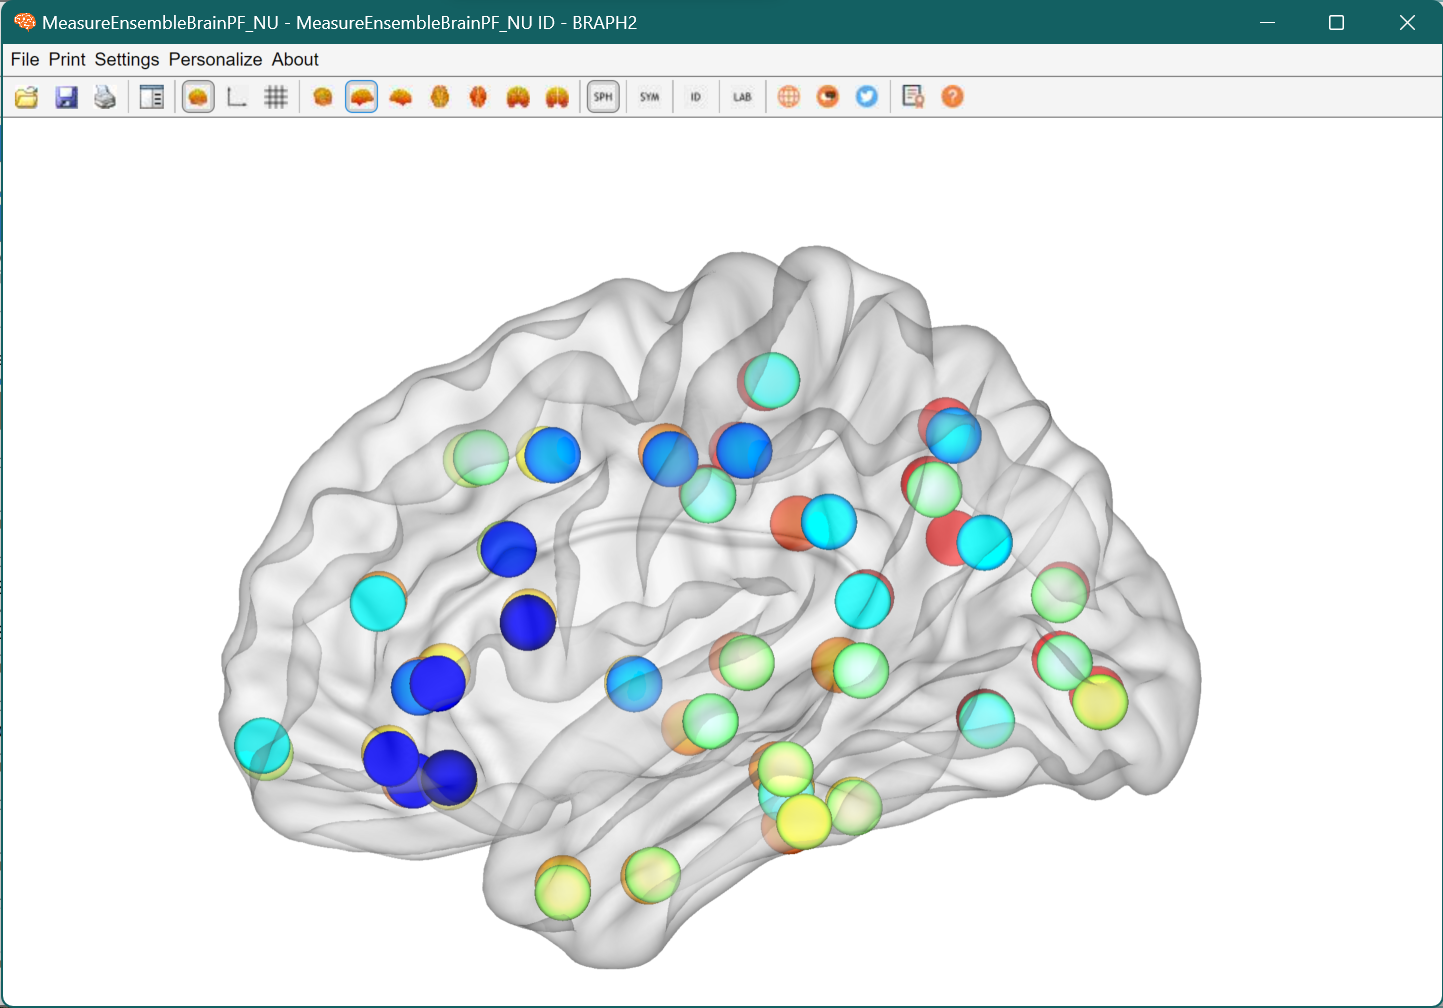 MeasureEnsembleBrainPF_NU - MeasureEnsembleBrainPF_NU ID - BRAPH2
File Print Settings Personalize About
SPH SYM ID LAB ?